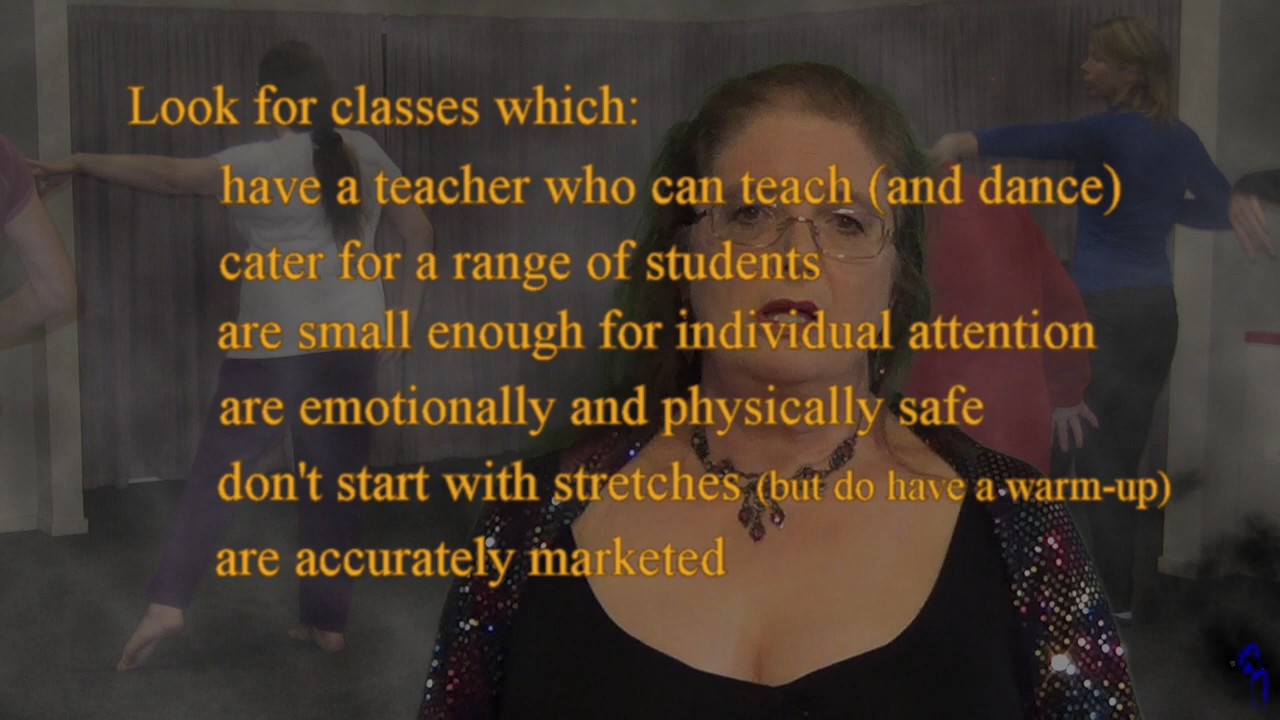 Look for classes which:
have a teacher who can teach (and dance)
cater for a range of students
are small enough for individual attention
are emotionally and physically safe
don't start with stretches (but do have a warm-up)
are accurately marketed